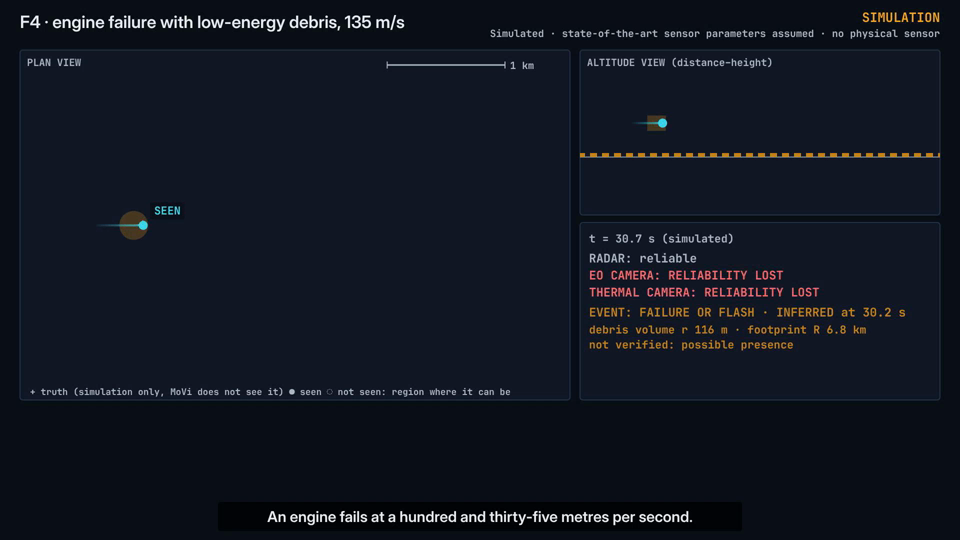 F4 · engine failure with low-energy debris, 135 m/s
SIMULATION
Simulated · state-of-the-art sensor parameters assumed · no physical sensor
PLAN VIEW
1 km
SEEN
+ truth (simulation only, MoVi does not see it) ● seen ○ not seen: region where it can be
ALTITUDE VIEW (distance-height)
t = 30.7 s (simulated)
RADAR: reliable
EO CAMERA: RELIABILITY LOST
THERMAL CAMERA: RELIABILITY LOST
EVENT: FAILURE OR FLASH · INFERRED at 30.2 s
debris volume r 116 m · footprint R 6.8 km
not verified: possible presence
An engine fails at a hundred and thirty-five metres per second.